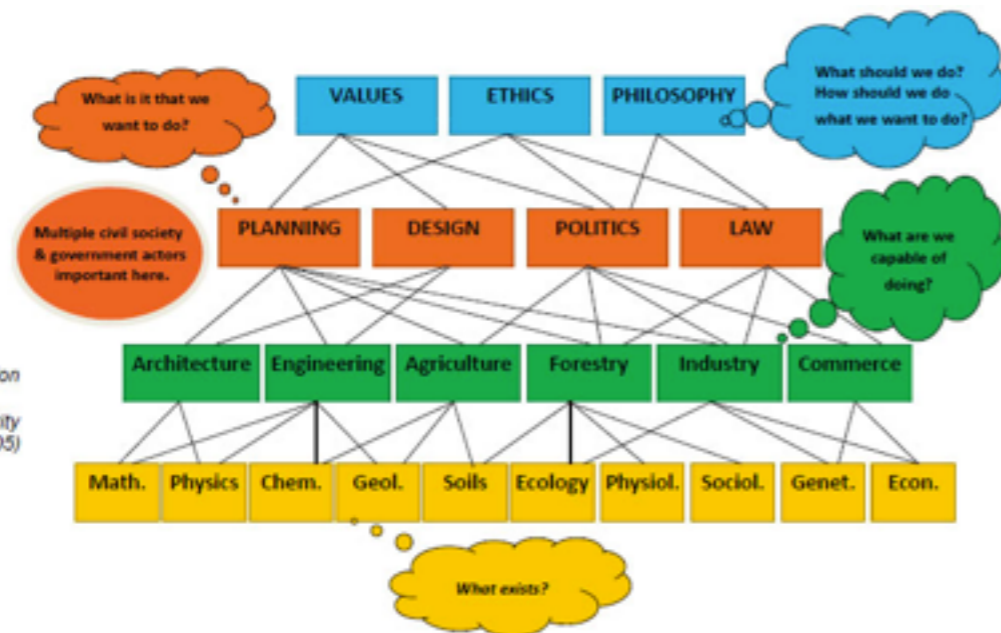 What is it that we
want to do?
VALUES
ETHICS
PHILOSOPHY
What should we do?
How should we do
what we want to do?
Multiple civil society
& government actors
important here.
PLANNING
DESIGN
POLITICS
LAW
What are we
capable of
doing?
Architecture
Engineering
Agriculture
Forestry
Industry
Commerce
Math.
Physics
Chem.
Geol.
Soils
Ecology
Physiol.
Sociol.
Genet.
Econ.
What exists?